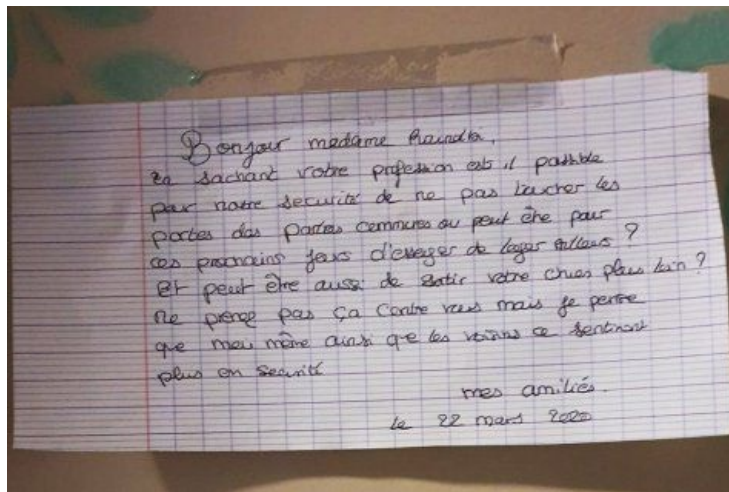 Bonjour madame
en sachant votre profession est il possible
pour notre securité de ne pas toucher les
portes des parties communes ou peut être pour
ces prochains jours d'esseyer de loger ailleurs ?
Et peut être aussi de sortir votre chien plus loin ?
ne prenez pas ça contre vous mais je pense
que moi même ainsi que les voisins ce sentiront
plus en securité
mes amitiés.
le 22 mars 2020